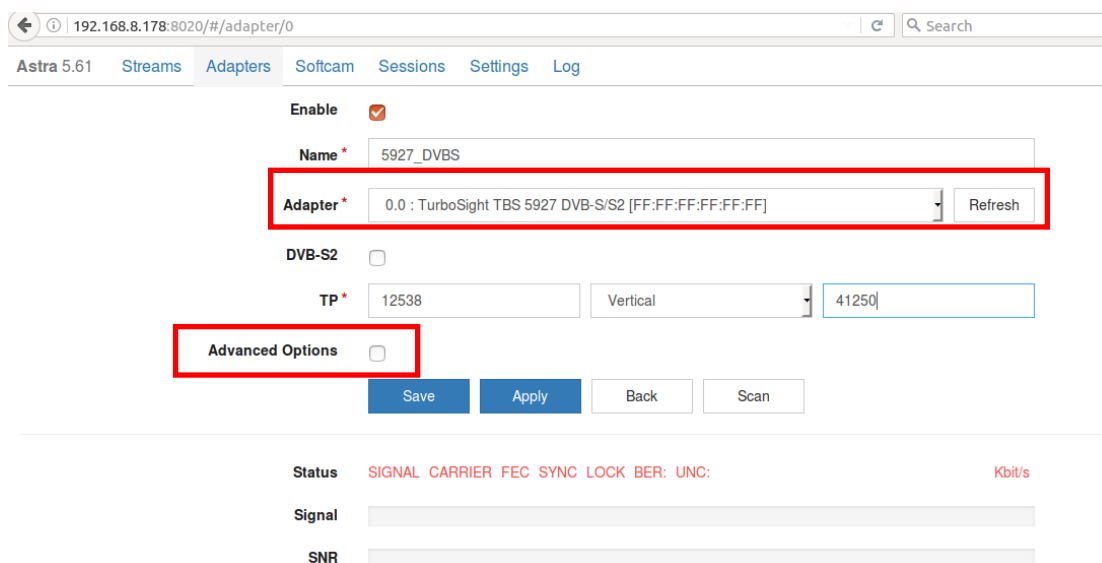 192.168.8.178:8020/#/adapter/0 Search
Astra 5.61 Streams Adapters Softcam Sessions Settings Log
Enable
Name * 5927_DVBS
Adapter * 0.0 : TurboSight TBS 5927 DVB-S/S2 [FF:FF:FF:FF:FF:FF] Refresh
DVB-S2
TP * 12538 Vertical 41250
Advanced Options
Save Apply Back Scan
Status SIGNAL CARRIER FEC SYNC LOCK BER: UNC: Kbit/s
Signal
SNR